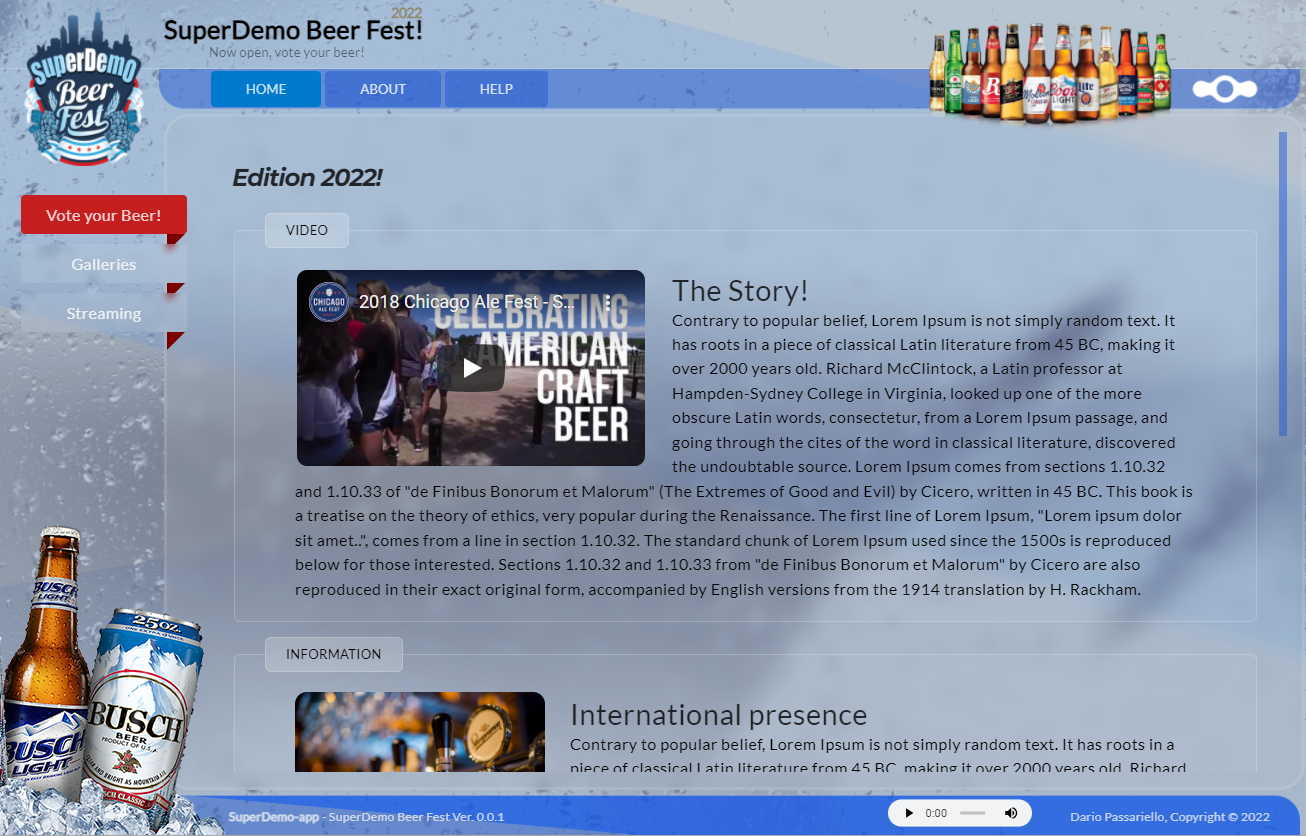 2022
SuperDemo Beer Fest!
Now open, vote your beer!
SuperDemo
Beer
Fest
HOME
ABOUT
HELP
Molson
Coors
LIGHT
Lite
Edition 2022!
Vote your Beer!
Galleries
Streaming
VIDEO
CHICAGO
ALE FEST
2018 Chicago Ale Fest - S...
CELEBRATING
AMERICAN
CRAFT
BEER
The Story!
Contrary to popular belief, Lorem Ipsum is not simply random text. It
has roots in a piece of classical Latin literature from 45 BC, making it
over 2000 years old. Richard McClintock, a Latin professor at
Hampden-Sydney College in Virginia, looked up one of the more
obscure Latin words, consectetur, from a Lorem Ipsum passage, and
going through the cites of the word in classical literature, discovered
the undoubtable source. Lorem Ipsum comes from sections 1.10.32
and 1.10.33 of "de Finibus Bonorum et Malorum" (The Extremes of Good and Evil) by Cicero, written in 45 BC. This book is
a treatise on the theory of ethics, very popular during the Renaissance. The first line of Lorem Ipsum, "Lorem ipsum dolor
sit amet..", comes from a line in section 1.10.32. The standard chunk of Lorem Ipsum used since the 1500s is reproduced
below for those interested. Sections 1.10.32 and 1.10.33 from "de Finibus Bonorum et Malorum" by Cicero are also
reproduced in their exact original form, accompanied by English versions from the 1914 translation by H. Rackham.
INFORMATION
International presence
Contrary to popular belief, Lorem Ipsum is not simply random text. It has roots in a
piece of classical Latin literature from 45 BC, making it over 2000 years old. Richard
BUSCH
LIGHT
BUSCH
LIGHT
25OZ.
ONE EXTRA OUNCE
BUSCH
BEER
PRODUCT OF U.S.A.
BUSCH CLASSIC
SuperDemo-app - SuperDemo Beer Fest Ver. 0.0.1
0:00
Dario Passariello, Copyright © 2022